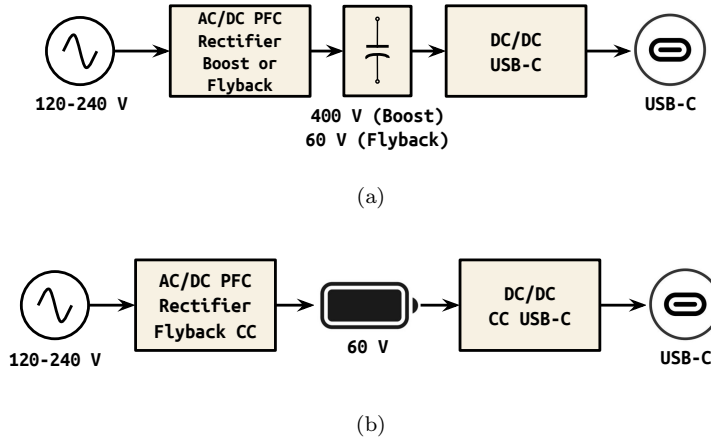 AC/DC PFC
Rectifier
Boost or
Flyback
DC/DC
USB-C
120-240 V
400 V (Boost)
60 V (Flyback)
USB-C
(a)
AC/DC PFC
Rectifier
Flyback CC
DC/DC
CC USB-C
120-240 V
60 V
USB-C
(b)